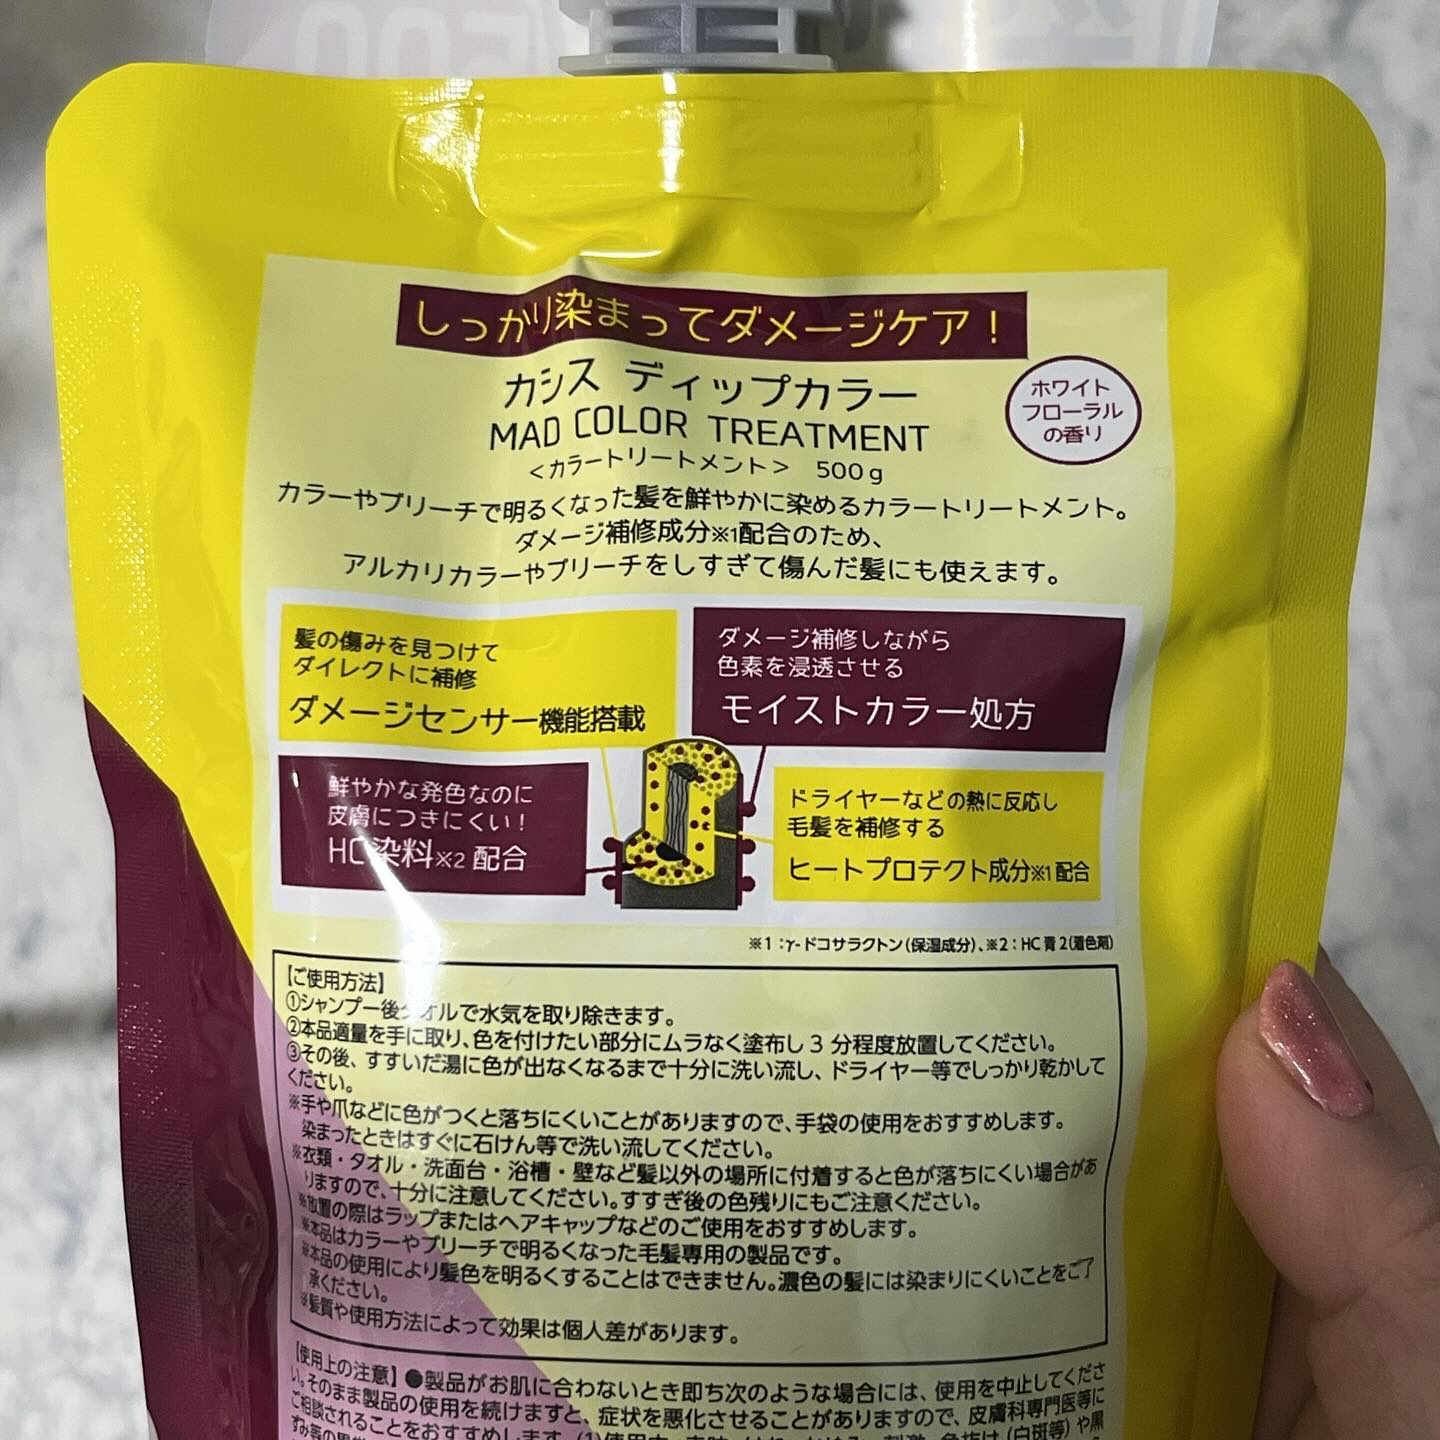 しっかり染まってダメージケア！
カシス ディップカラー
MAD COLOR TREATMENT
＜カラートリートメント＞ 500g
ホワイト
フローラル
の香り
カラーやブリーチで明るくなった髪を鮮やかに染めるカラートリートメント。
ダメージ補修成分※1配合のため、
アルカリカラーやブリーチをしすぎて傷んだ髪にも使えます。
髪の傷みを見つけて
ダイレクトに補修
ダメージセンサー機能搭載
ダメージ補修しながら
色素を浸透させる
モイストカラー処方
鮮やかな発色なのに
皮膚につきにくい！
HC染料※2 配合
ドライヤーなどの熱に反応し
毛髪を補修する
ヒートプロテクト成分※1配合
※1：γ-ドコサラクトン（保湿成分）、※2：HC 青 2（着色剤）
【ご使用方法】
①シャンプー後タオルで水気を取り除きます。
②本品適量を手に取り、色を付けたい部分にムラなく塗布し 3 分程度放置してください。
③その後、すすいだ湯に色が出なくなるまで十分に洗い流し、ドライヤー等でしっかり乾かして
ください。
※手や爪などに色がつくと落ちにくいことがありますので、手袋の使用をおすすめします。
染まったときはすぐに石けん等で洗い流してください。
※衣類・タオル・洗面台・浴槽・壁など髪以外の場所に付着すると色が落ちにくい場合があ
りますので、十分に注意してください。すすぎ後の色残りにもご注意ください。
※放置の際はラップまたはヘアキャップなどのご使用をおすすめします。
※本品はカラーやブリーチで明るくなった毛髪専用の製品です。
※本品の使用により髪色を明るくすることはできません。濃色の髪には染まりにくいことをご了
承ください。
※髪質や使用方法によって効果は個人差があります。
【使用上の注意】●製品がお肌に合わないとき即ち次のような場合には、使用を中止してくださ
い。そのまま製品の使用を続けますと、症状を悪化させることがありますので、皮膚科専門医等に
ご相談されることをおすすめします。(1)使用中、
(白斑等)や黒